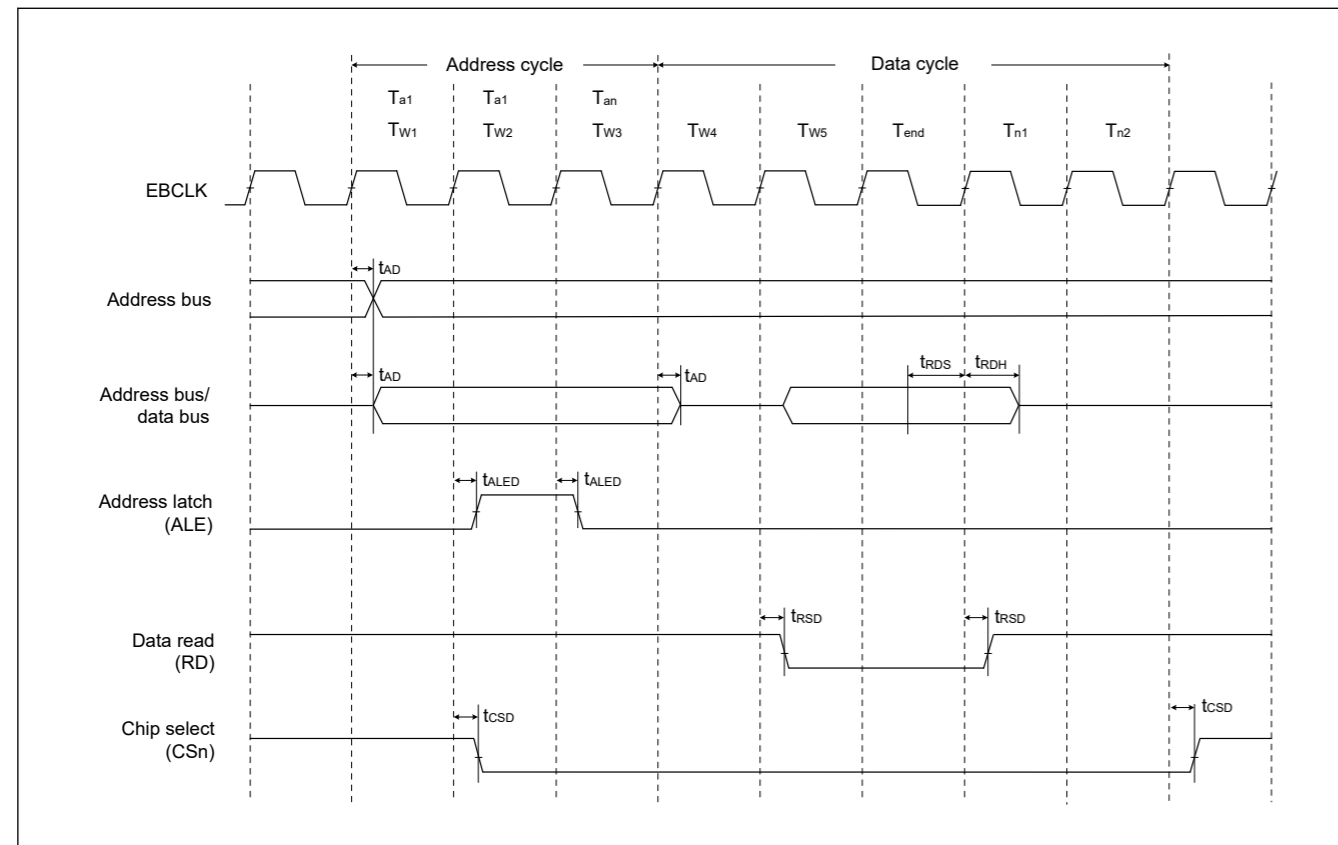 Address cycle Data cycle
Ta1 Ta1 Tan
TW1 TW2 TW3 TW4 TW5 Tend Tn1 Tn2
EBCLK
tAD
Address bus
tAD tAD tRDS tRDH
Address bus/
data bus
tALED tALED
Address latch
(ALE)
tRSD tRSD
Data read
(RD)
tCSD tCSD
Chip select
(CSn)